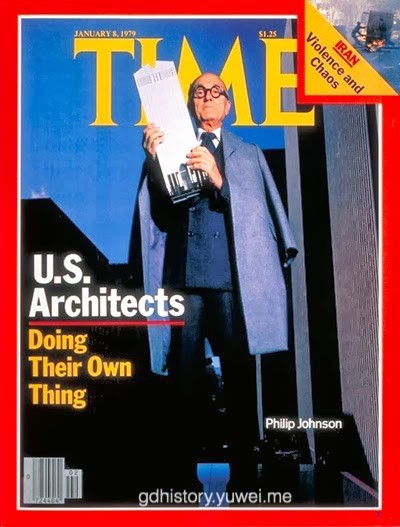 JANUARY 8, 1979
$1.25
TIME
IRAN
Violence and
Chaos
U.S.
Architects
Doing
Their Own
Thing
Philip Johnson
02
gdhistory.yuwei.me